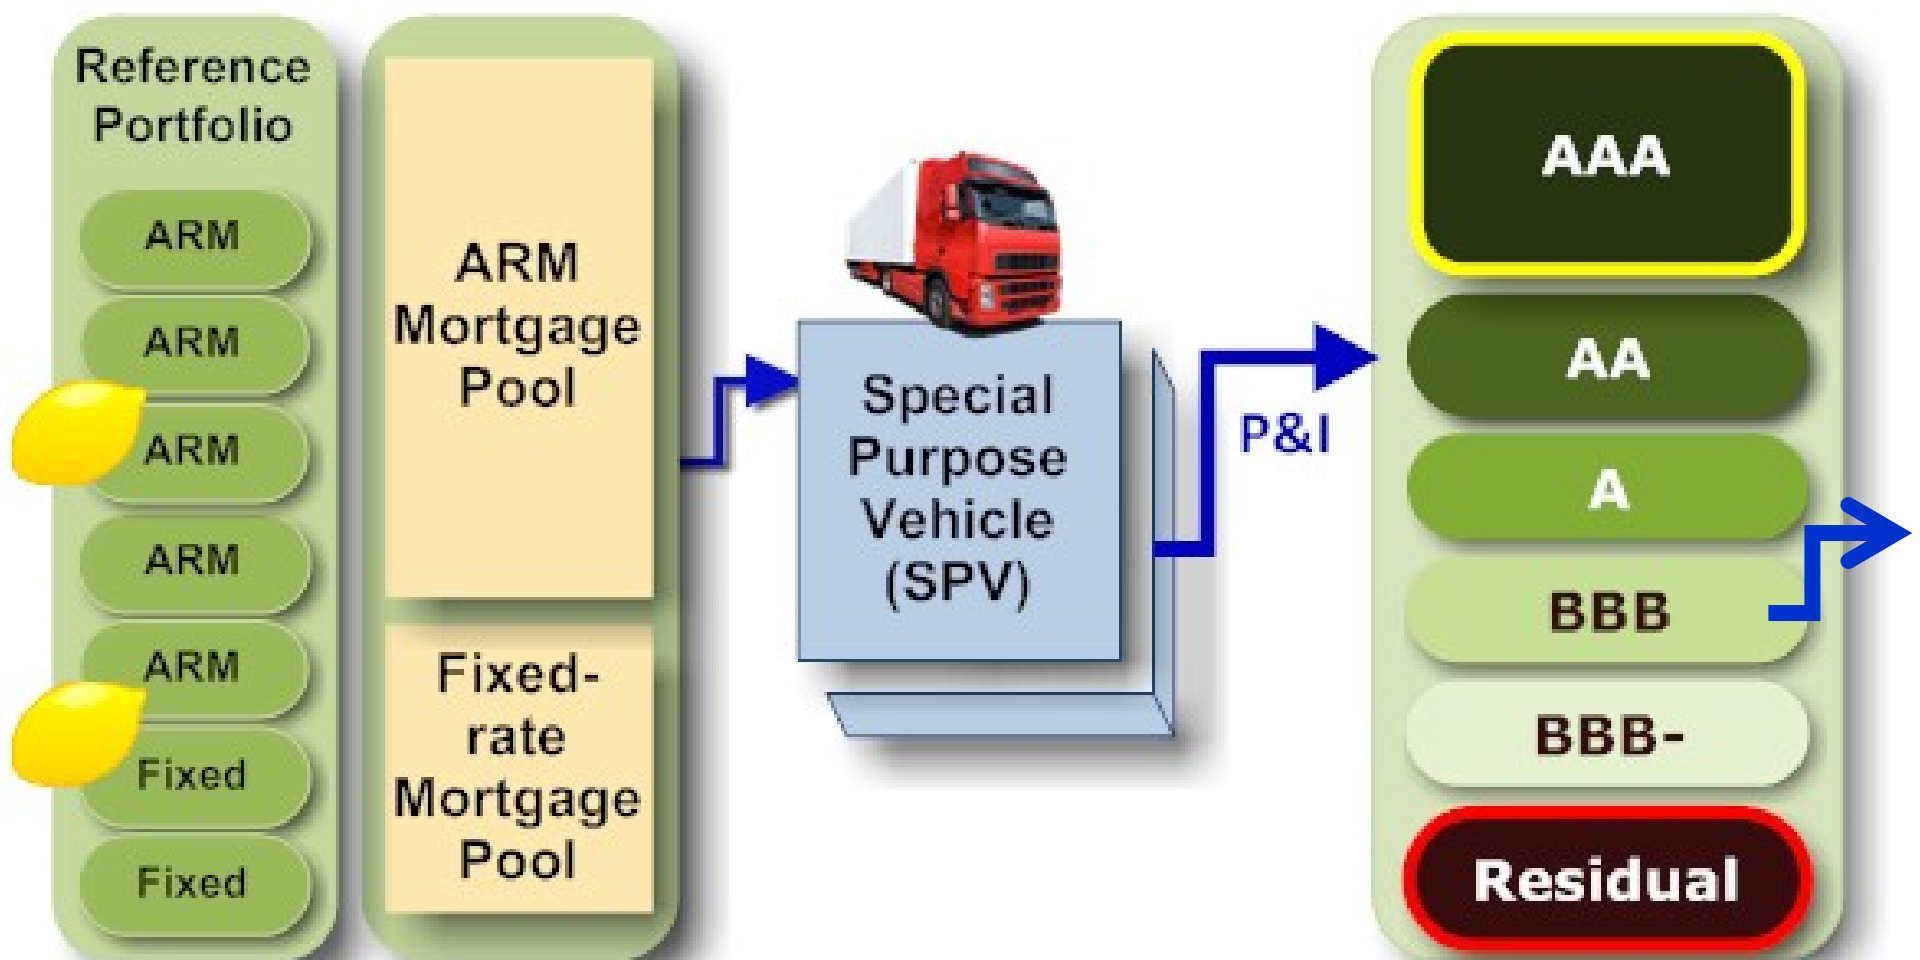 Reference
Portfolio
ARM
ARM
ARM
ARM
ARM
Fixed
Fixed
ARM
Mortgage
Pool
Fixed-
rate
Mortgage
Pool
Special
Purpose
Vehicle
(SPV)
P&I
AAA
AA
A
BBB
BBB-
Residual